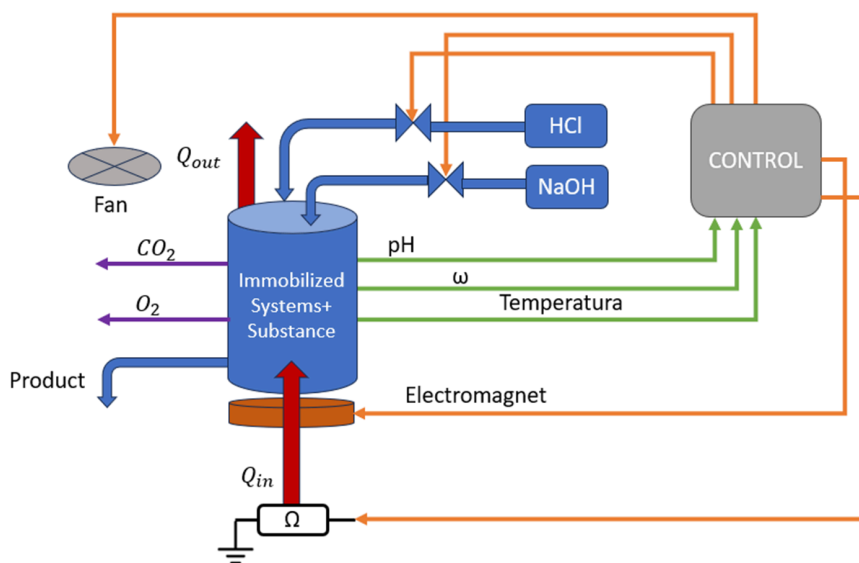 HCl
CONTROL
Q_out
NaOH
Fan
pH
CO_2
ω
Immobilized
Systems+
Substance
O_2
Temperatura
Product
Electromagnet
Q_in
Ω